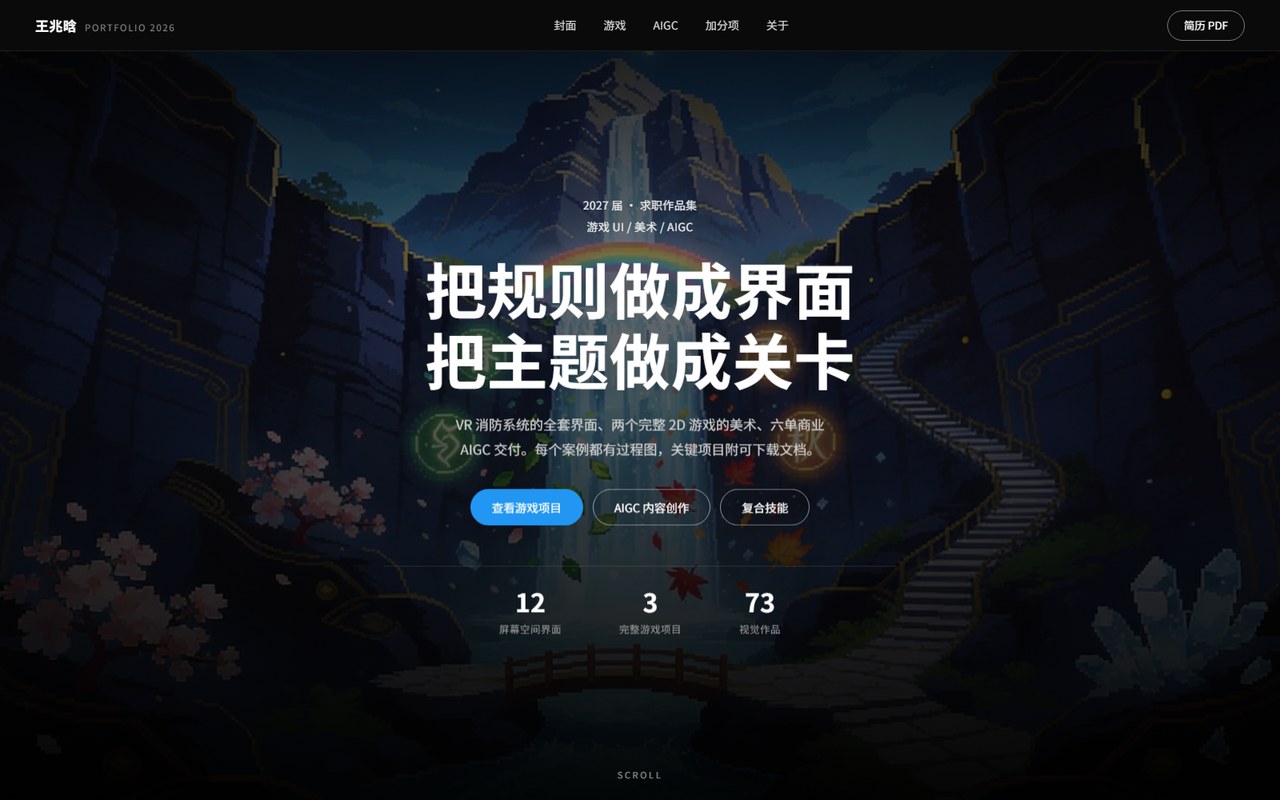 王兆晗 PORTFOLIO 2026
封面 游戏 AIGC 加分项 关于
简历 PDF
2027 届 · 求职作品集
游戏 UI / 美术 / AIGC
把规则做成界面
把主题做成关卡
VR 消防系统的全套界面、两个完整 2D 游戏的美术、六单商业
AIGC 交付。每个案例都有过程图，关键项目附可下载文档。
查看游戏项目 AIGC 内容创作 复合技能
12 3 73
屏幕空间界面 完整游戏项目 视觉作品
秋
SCROLL